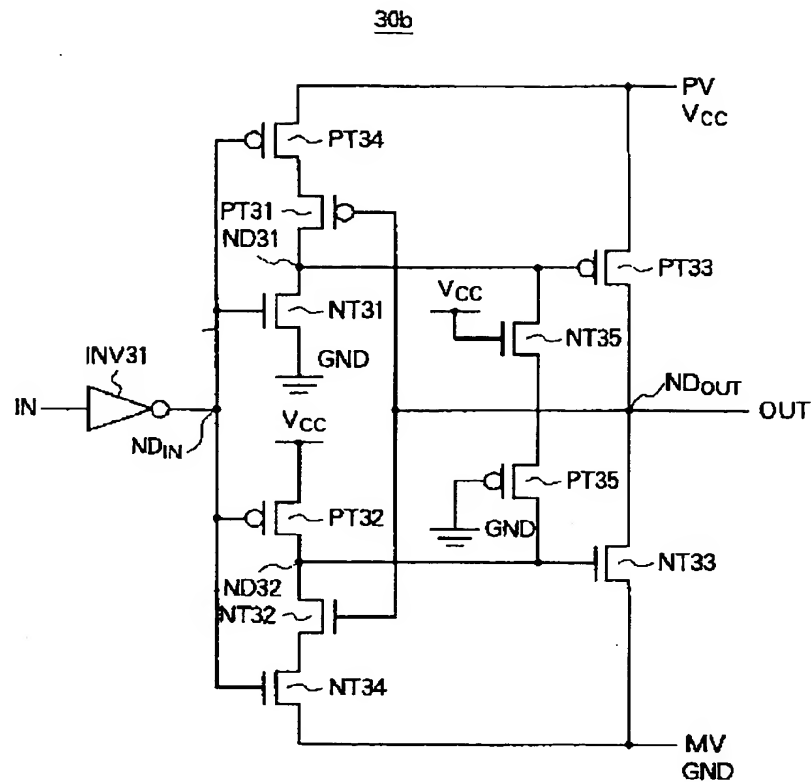 30b
PV
VCC
PT34
PT31
ND31
PT33
VCC
NT31
NT35
INV31
GND
NDOUT
IN
VCC
OUT
NDIN
PT35
PT32
GND
NT33
ND32
NT32
NT34
MV
GND